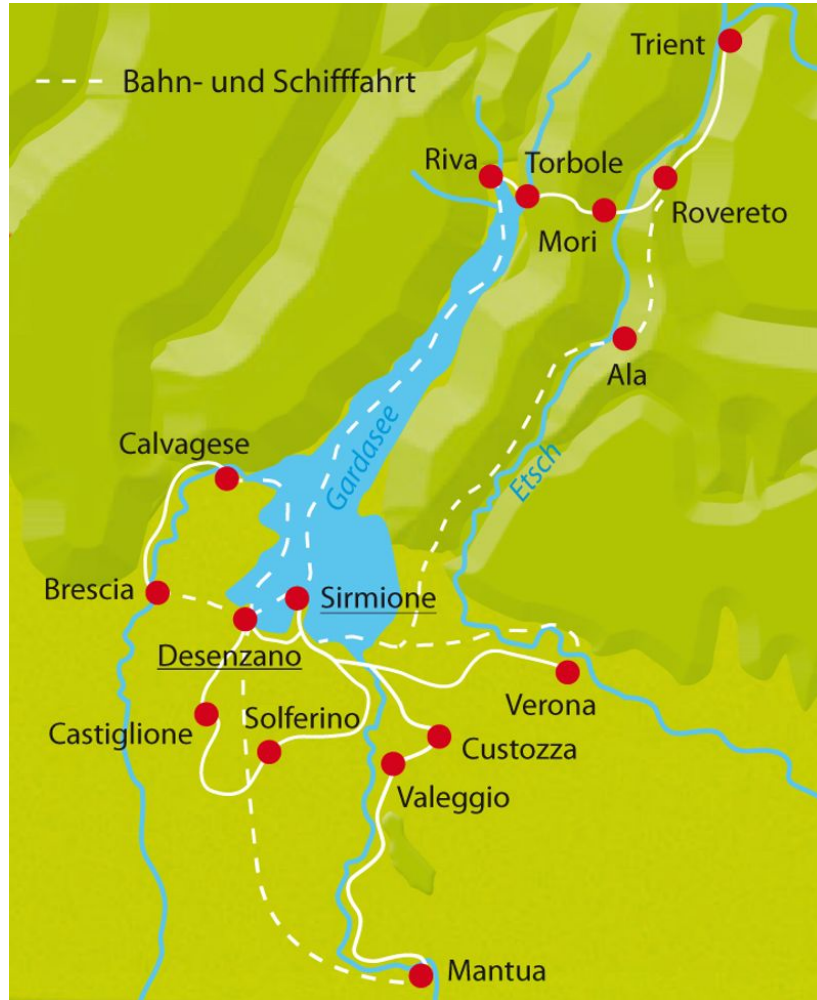 Trient
Bahn- und Schifffahrt
Riva
Torbole
Rovereto
Mori
Ala
Gardasee
Etsch
Calvagese
Brescia
Sirmione
Desenzano
Verona
Castiglione
Solferino
Custozza
Valeggio
Mantua